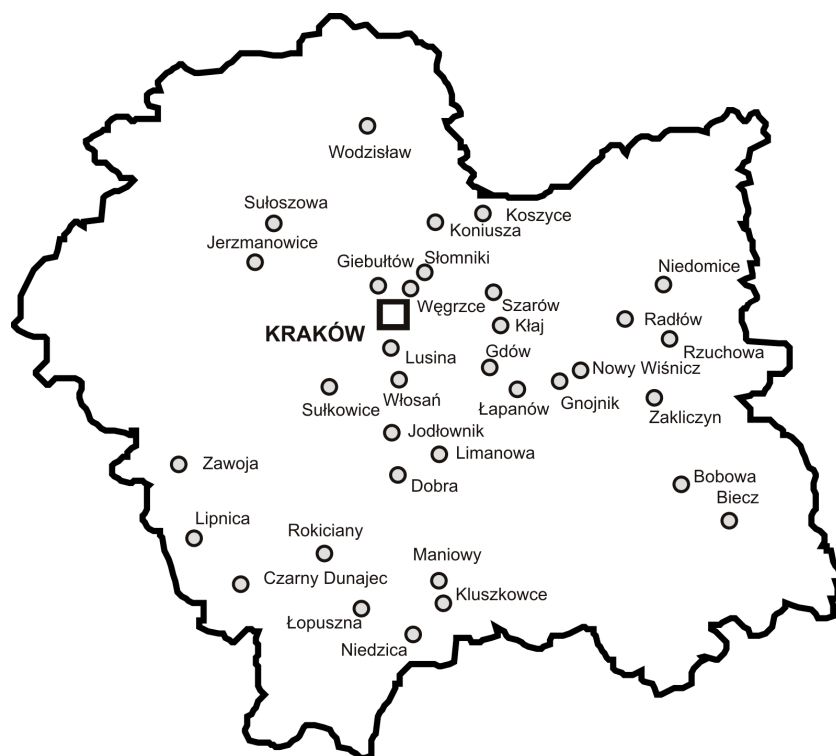 Wodzisław
Sułoszowa
Koszyce
Koniusza
Jerzmanowice
Giebułtów
Słomniki
Niedomice
Węgrzce
Szarów
Radłów
Kłaj
KRAKÓW
Rzuchowa
Lusina
Gdów
Nowy Wiśnicz
Włosań
Sułkowice
Łapanów
Gnojnik
Zakliczyn
Jodłownik
Limanowa
Zawoja
Dobra
Bobowa
Biecz
Lipnica
Rokiciany
Maniowy
Czarny Dunajec
Kluszkowce
Łopuszna
Niedzica